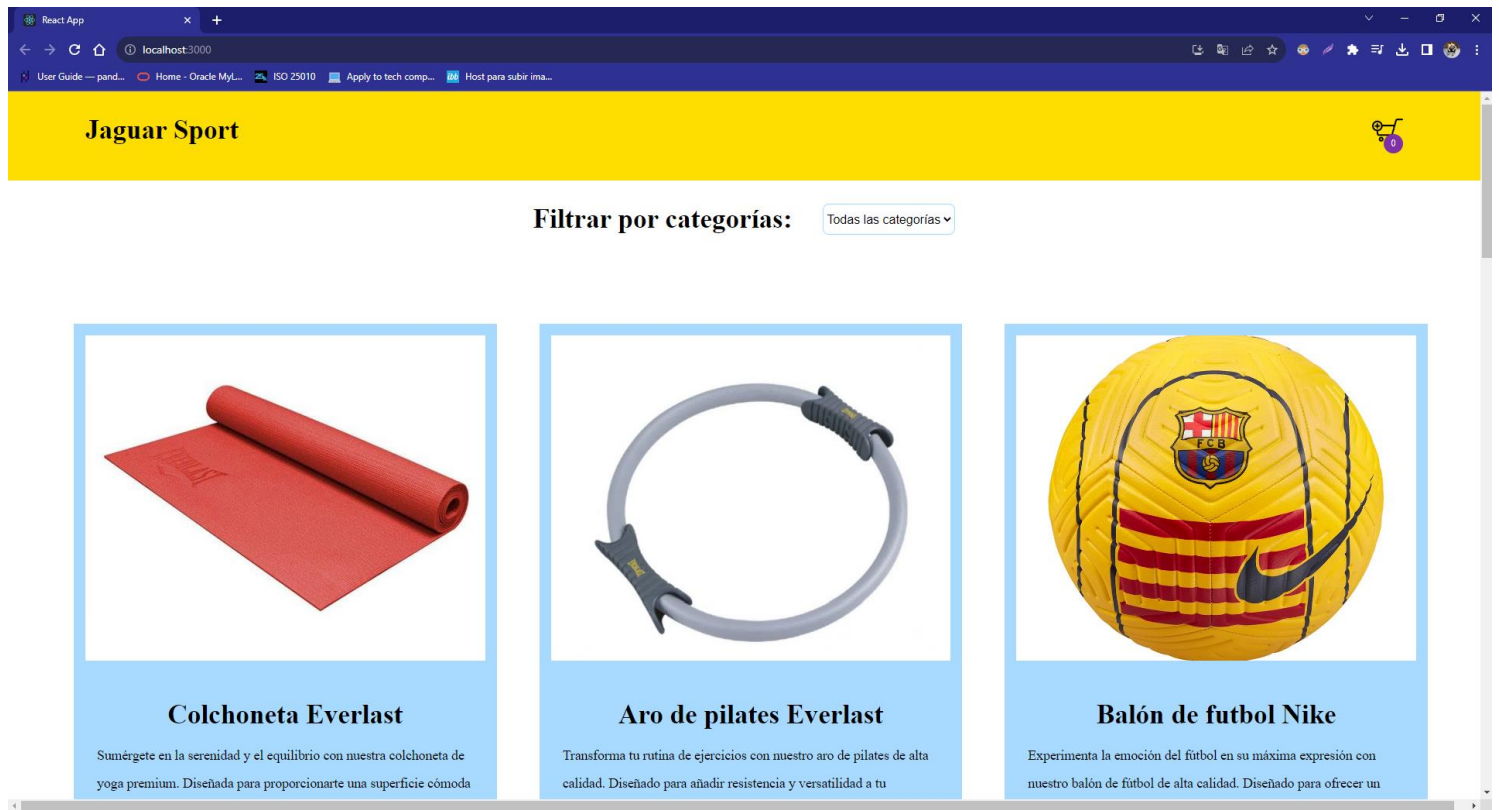 React App
localhost:3000
User Guide — pand...
Home - Oracle MyL...
ISO 25010
Apply to tech comp...
ibb
Host para subir ima...
Jaguar Sport
0
Filtrar por categorías:
Todas las categorías
EVERLAST
FCB
Colchoneta Everlast
Aro de pilates Everlast
Balón de futbol Nike
Sumérgete en la serenidad y el equilibrio con nuestra colchoneta de
yoga premium. Diseñada para proporcionarte una superficie cómoda
Transforma tu rutina de ejercicios con nuestro aro de pilates de alta
calidad. Diseñado para añadir resistencia y versatilidad a tu
Experimenta la emoción del fútbol en su máxima expresión con
nuestro balón de fútbol de alta calidad. Diseñado para ofrecer un